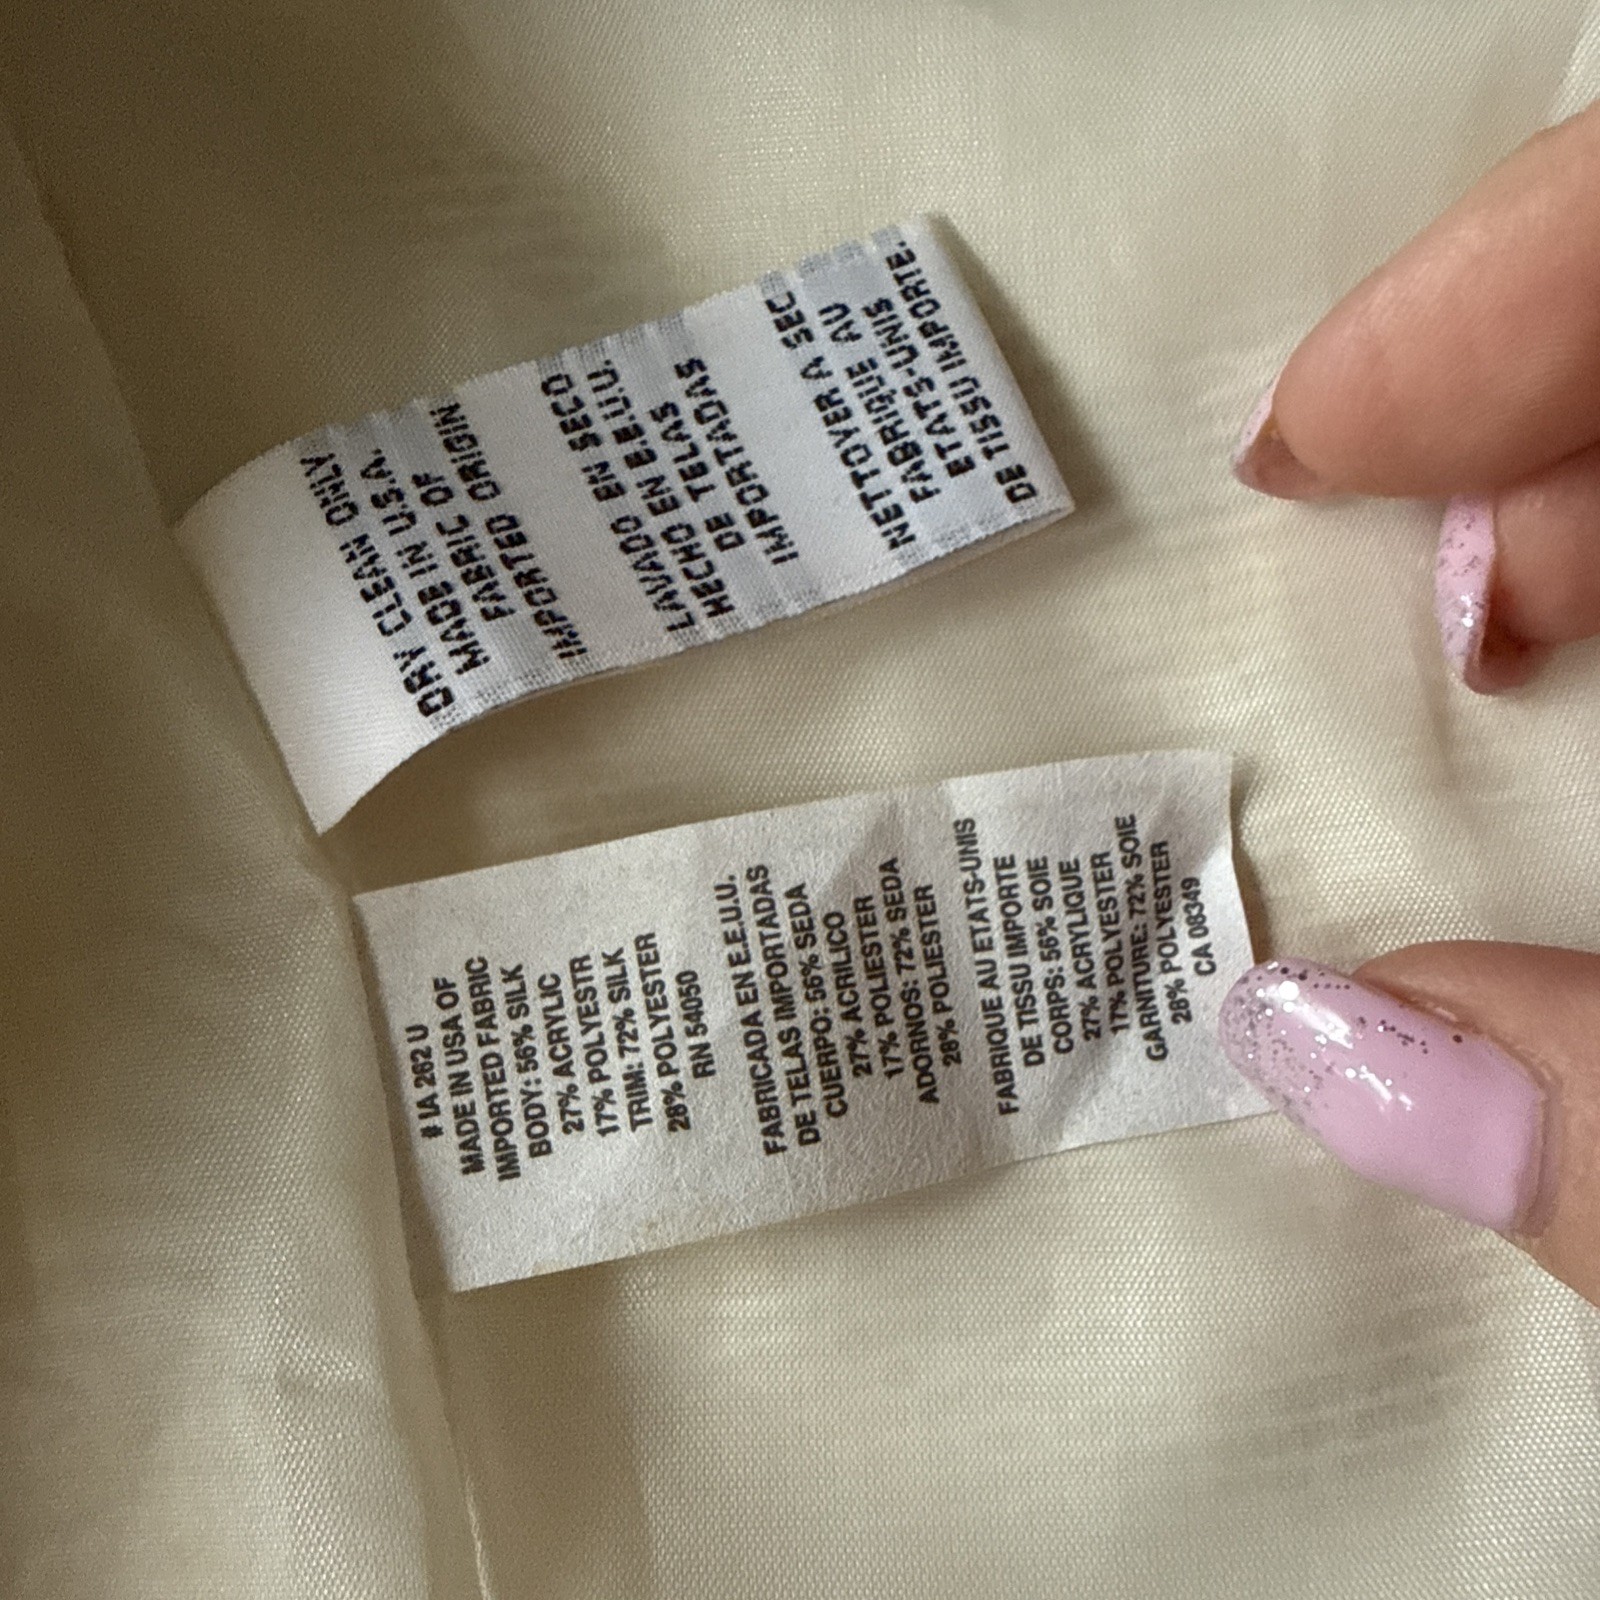 DRY CLEAN ONLY
MADE IN U.S.A.
FABRIC OF
IMPORTED ORIGIN
LAVADO EN SECO
HECHO EN E.E.U.U.
DE TELAS
IMPORTADAS
NETTOYER A SEC
FABRIQUE AU
ETATS-UNIS
DE TISSU IMPORTE.
# IA 262 U
MADE IN USA OF
IMPORTED FABRIC
BODY: 56% SILK
27% ACRYLIC
17% POLYESTR
TRIM: 72% SILK
28% POLYESTER
RN 54050
FABRICADA EN E.E.U.U.
DE TELAS IMPORTADAS
CUERPO: 56% SEDA
27% ACRILICO
17% POLIESTER
ADORNOS: 72% SEDA
28% POLIESTER
FABRIQUE AU ETATS-UNIS
DE TISSU IMPORTE
CORPS: 56% SOIE
27% ACRYLIQUE
17% POLYESTER
GARNITURE: 72% SOIE
28% POLYESTER
CA 08349